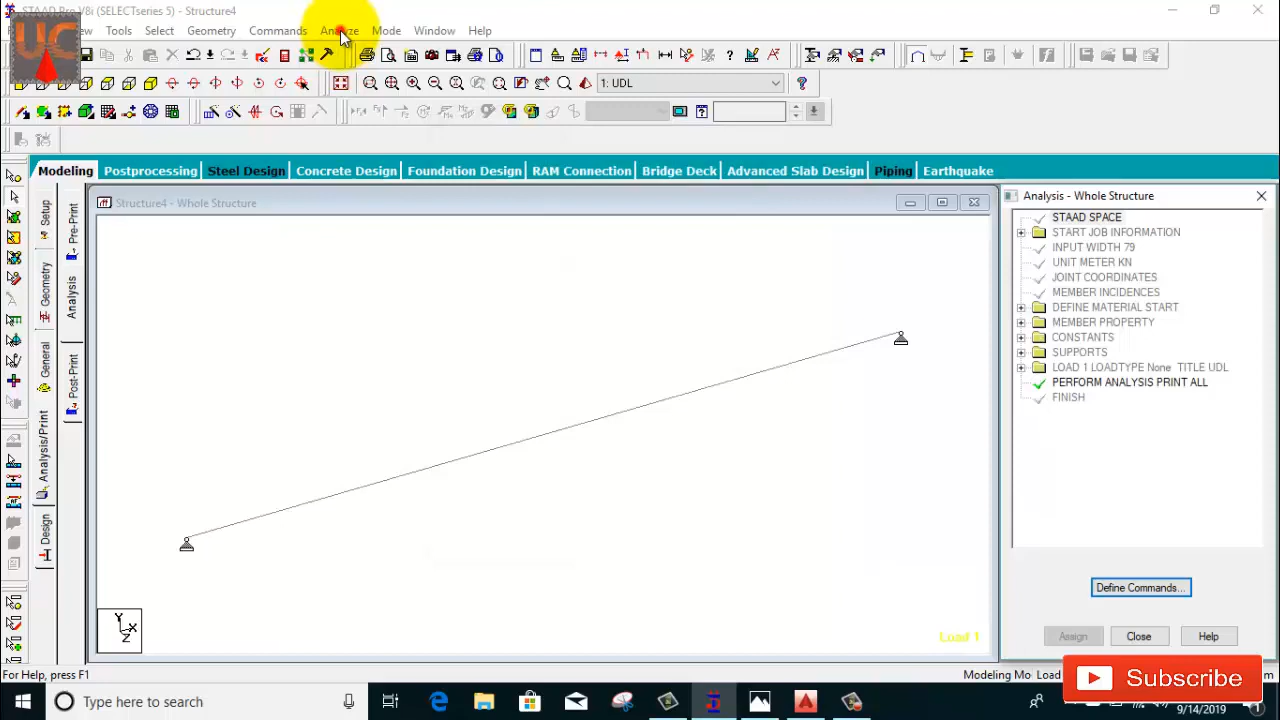 STAAD Pro V8i (SELECTseries 5) - Structure4
UC
Tools Select Geometry Commands Analyze Mode Window Help
1: UDL
Modeling Postprocessing Steel Design Concrete Design Foundation Design RAM Connection Bridge Deck Advanced Slab Design Piping Earthquake
Setup
Geometry
General
Analysis/Print
Design
Pre-Print
Analysis
Post-Print
Structure4 - Whole Structure
Y
X
Z
Load 1
Analysis - Whole Structure
STAAD SPACE
START JOB INFORMATION
INPUT WIDTH 79
UNIT METER KN
JOINT COORDINATES
MEMBER INCIDENCES
DEFINE MATERIAL START
MEMBER PROPERTY
CONSTANTS
SUPPORTS
LOAD 1 LOADTYPE None TITLE UDL
PERFORM ANALYSIS PRINT ALL
FINISH
Define Commands...
Assign Close Help
For Help, press F1
Modeling Mo Load
Subscribe
Type here to search
9/14/2019